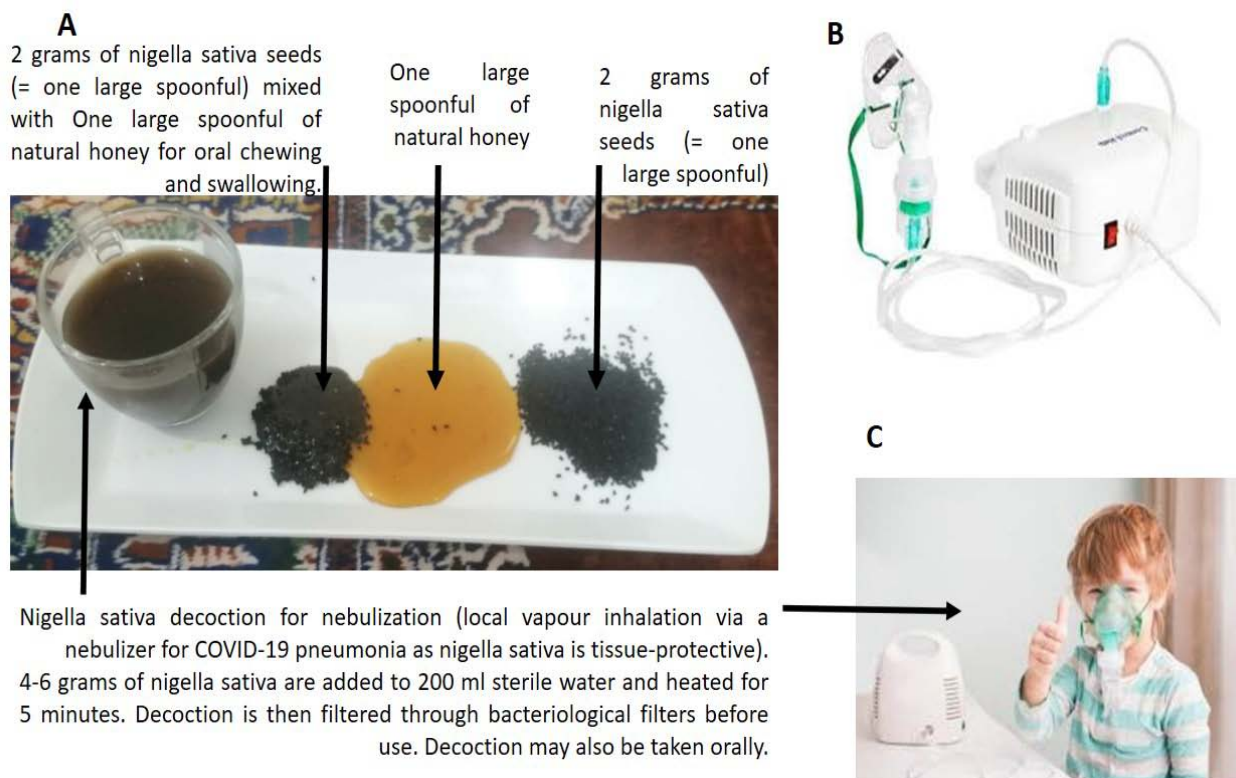 A
2 grams of nigella sativa seeds
(= one large spoonful) mixed
with One large spoonful of
natural honey for oral chewing
and swallowing.
One large
spoonful of
natural honey
2 grams of
nigella sativa
seeds (= one
large spoonful)
B
C
Nigella sativa decoction for nebulization (local vapour inhalation via a
nebulizer for COVID-19 pneumonia as nigella sativa is tissue-protective).
4-6 grams of nigella sativa are added to 200 ml sterile water and heated for
5 minutes. Decoction is then filtered through bacteriological filters before
use. Decoction may also be taken orally.